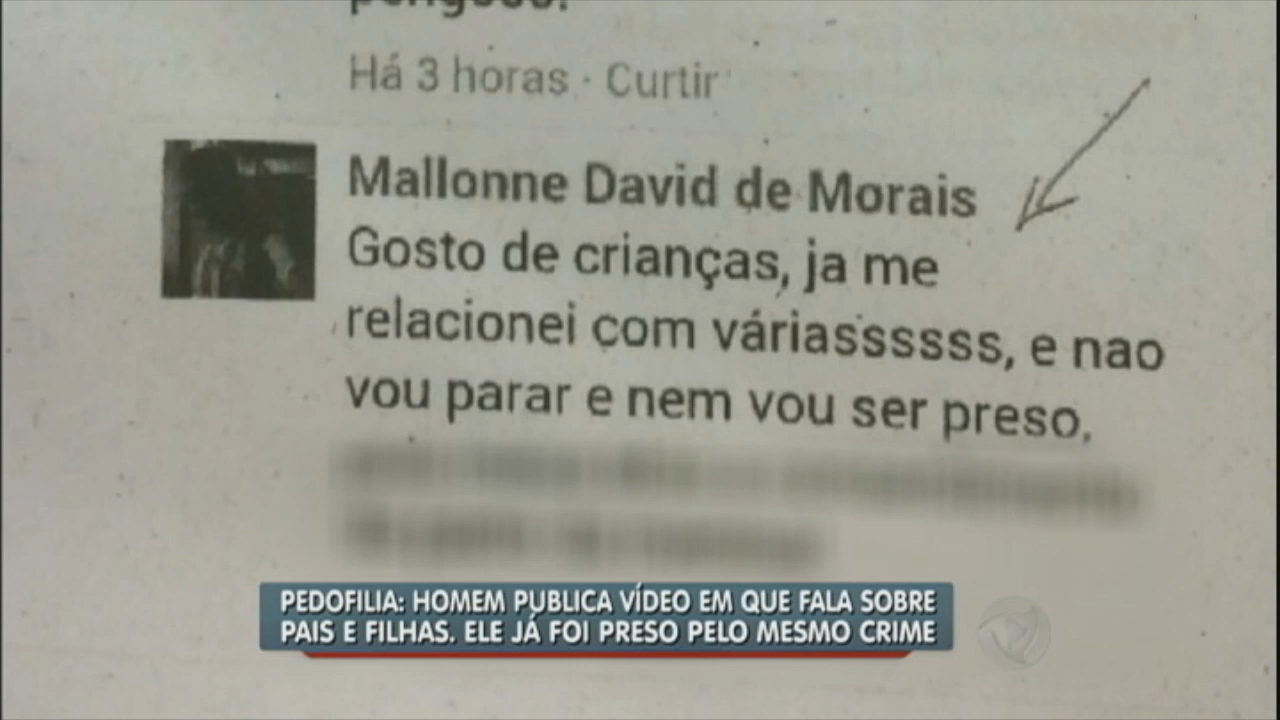 Há 3 horas · Curtir
Mallonne David de Morais
Gosto de crianças, ja me
relacionei com váriassssss, e nao
vou parar e nem vou ser preso,
PEDOFILIA: HOMEM PUBLICA VÍDEO EM QUE FALA SOBRE
PAIS E FILHAS. ELE JÁ FOI PRESO PELO MESMO CRIME